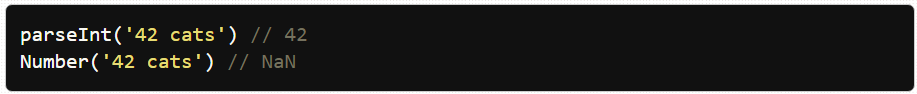 parseInt('42 cats') // 42
Number('42 cats') // NaN